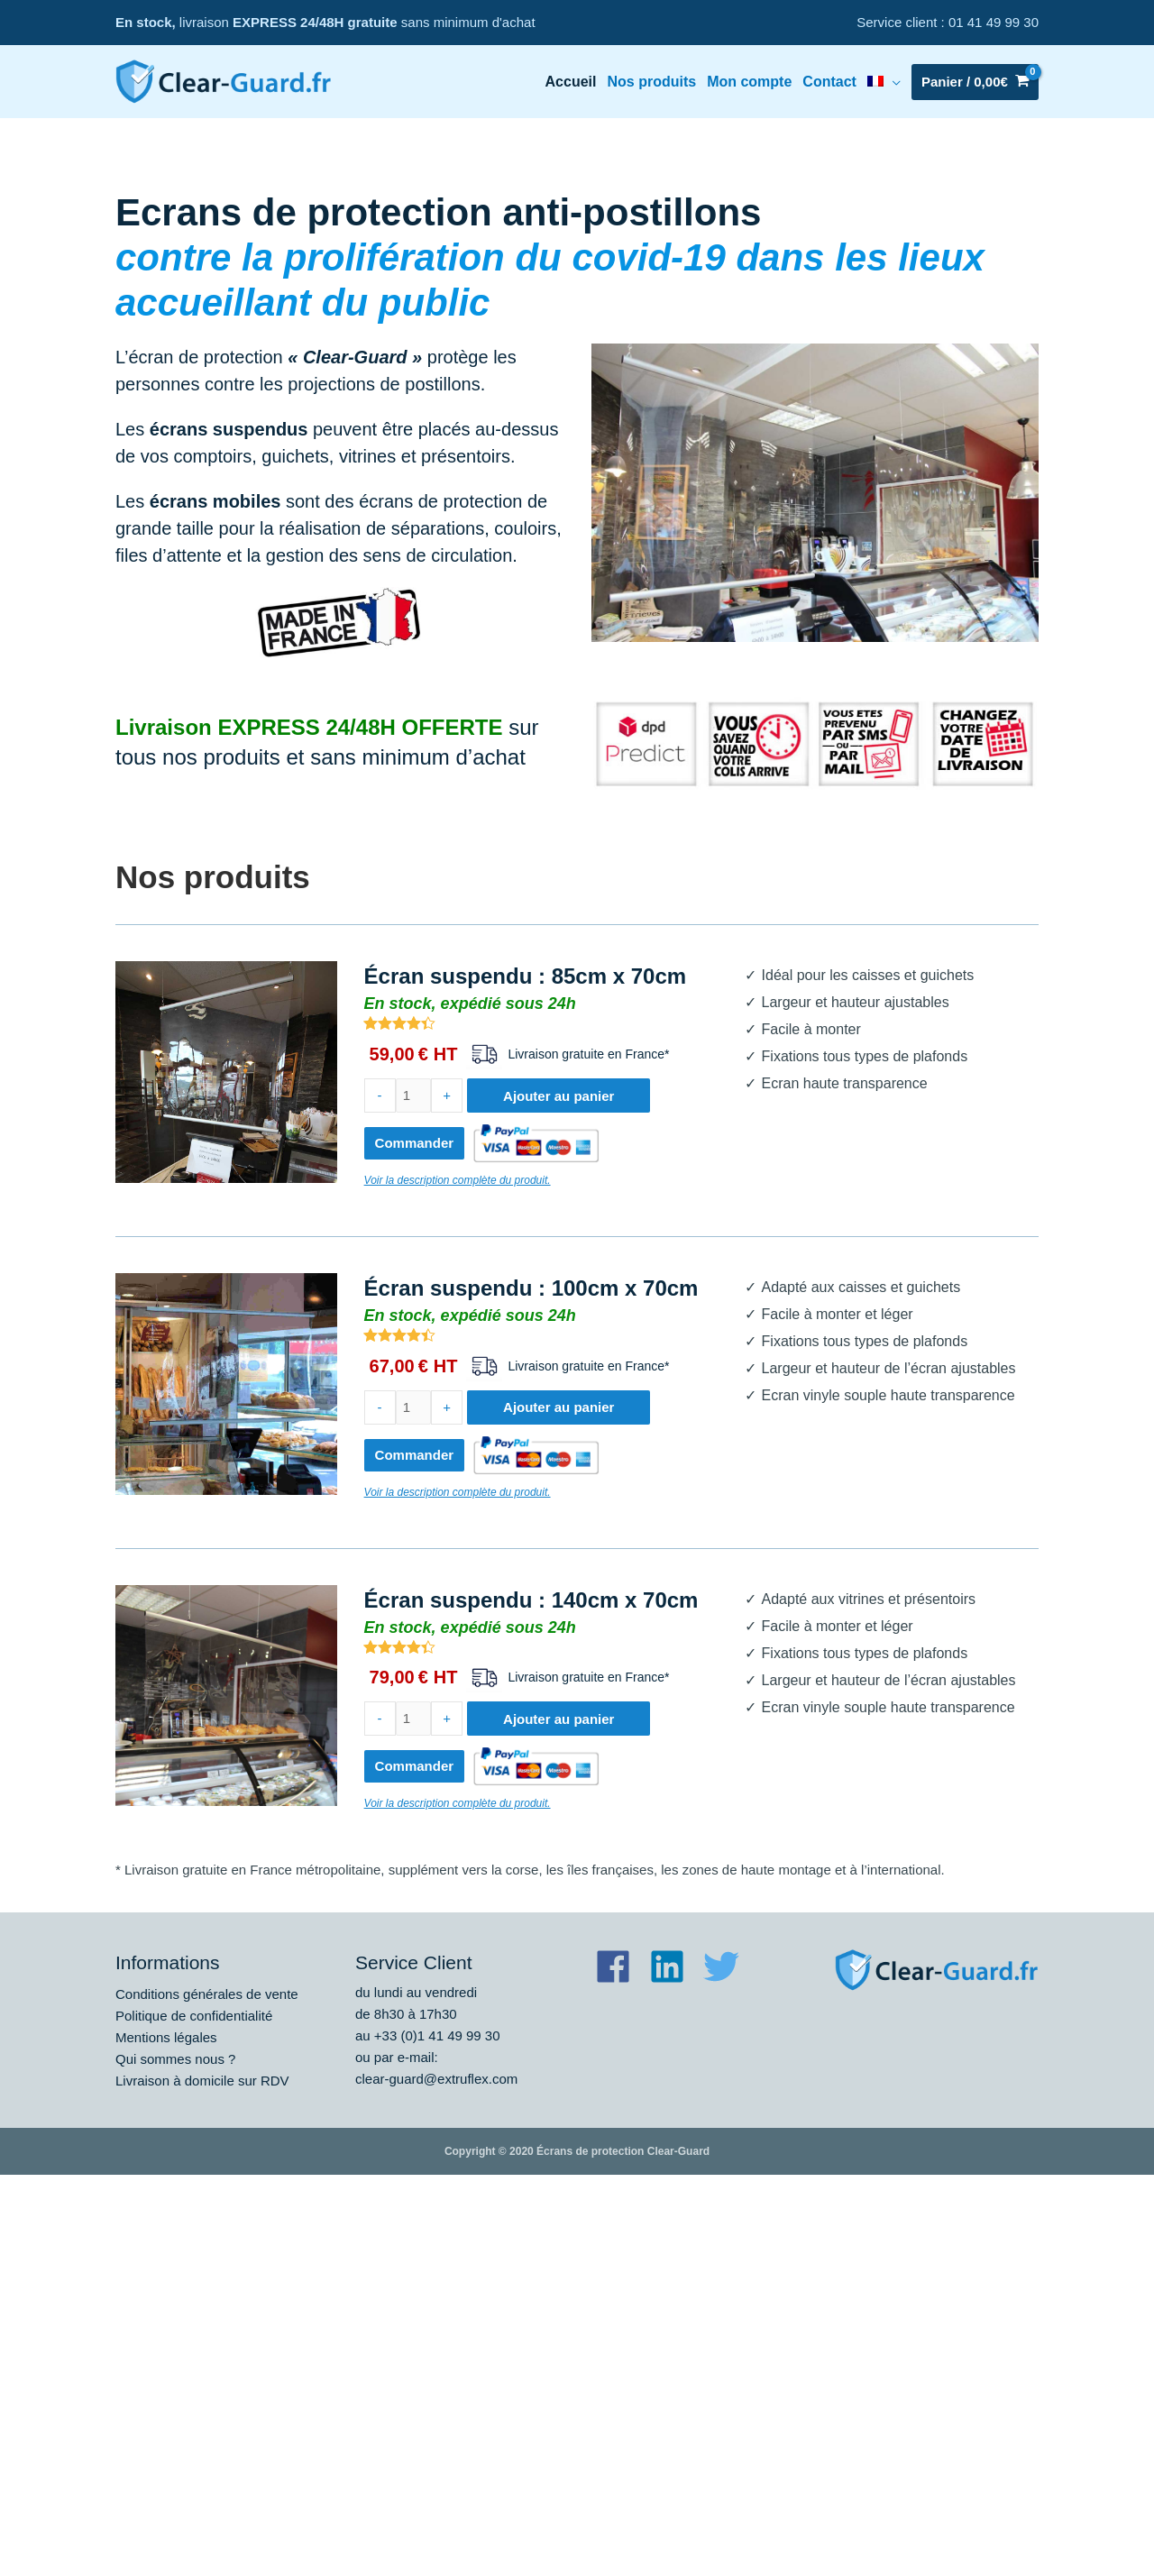 En stock, livraison EXPRESS 24/48H gratuite sans minimum d'achat
Service client : 01 41 49 99 30
Clear-Guard.fr
Accueil Nos produits Mon compte Contact Panier / 0,00€ 0
Ecrans de protection anti-postillons
contre la prolifération du covid-19 dans les lieux
accueillant du public
L’écran de protection « Clear-Guard » protège les
personnes contre les projections de postillons.
Les écrans suspendus peuvent être placés au-dessus
de vos comptoirs, guichets, vitrines et présentoirs.
Les écrans mobiles sont des écrans de protection de
grande taille pour la réalisation de séparations, couloirs,
files d’attente et la gestion des sens de circulation.
MADE IN
FRANCE
Livraison EXPRESS 24/48H OFFERTE sur
tous nos produits et sans minimum d’achat
dpd
Predict
VOUS
SAVEZ QUAND
VOTRE
COLIS ARRIVE
VOUS ETES
PREVENU
PAR SMS
OU
PAR
MAIL
CHANGEZ
VOTRE
DATE
DE
LIVRAISON
Nos produits
Écran suspendu : 85cm x 70cm
En stock, expédié sous 24h
59,00 € HT
Livraison gratuite en France*
- 1 +
Ajouter au panier
Commander
PayPal
VISA MasterCard Maestro
Voir la description complète du produit.
✓ Idéal pour les caisses et guichets
✓ Largeur et hauteur ajustables
✓ Facile à monter
✓ Fixations tous types de plafonds
✓ Ecran haute transparence
Écran suspendu : 100cm x 70cm
En stock, expédié sous 24h
67,00 € HT
Livraison gratuite en France*
- 1 +
Ajouter au panier
Commander
PayPal
VISA MasterCard Maestro
Voir la description complète du produit.
✓ Adapté aux caisses et guichets
✓ Facile à monter et léger
✓ Fixations tous types de plafonds
✓ Largeur et hauteur de l’écran ajustables
✓ Ecran vinyle souple haute transparence
Écran suspendu : 140cm x 70cm
En stock, expédié sous 24h
79,00 € HT
Livraison gratuite en France*
- 1 +
Ajouter au panier
Commander
PayPal
VISA MasterCard Maestro
Voir la description complète du produit.
✓ Adapté aux vitrines et présentoirs
✓ Facile à monter et léger
✓ Fixations tous types de plafonds
✓ Largeur et hauteur de l’écran ajustables
✓ Ecran vinyle souple haute transparence
* Livraison gratuite en France métropolitaine, supplément vers la corse, les îles françaises, les zones de haute montage et à l’international.
Informations
Conditions générales de vente
Politique de confidentialité
Mentions légales
Qui sommes nous ?
Livraison à domicile sur RDV
Service Client
du lundi au vendredi
de 8h30 à 17h30
au +33 (0)1 41 49 99 30
ou par e-mail:
clear-guard@extruflex.com
Clear-Guard.fr
Copyright © 2020 Écrans de protection Clear-Guard